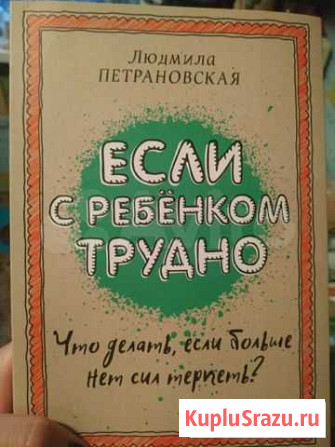 Людмила
ПЕТРАНОВСКАЯ
ЕСЛИ
С РЕБЁНКОМ
ТРУДНО
Что делать, если больше
нет сил терпеть?
KupluSrazu.ru